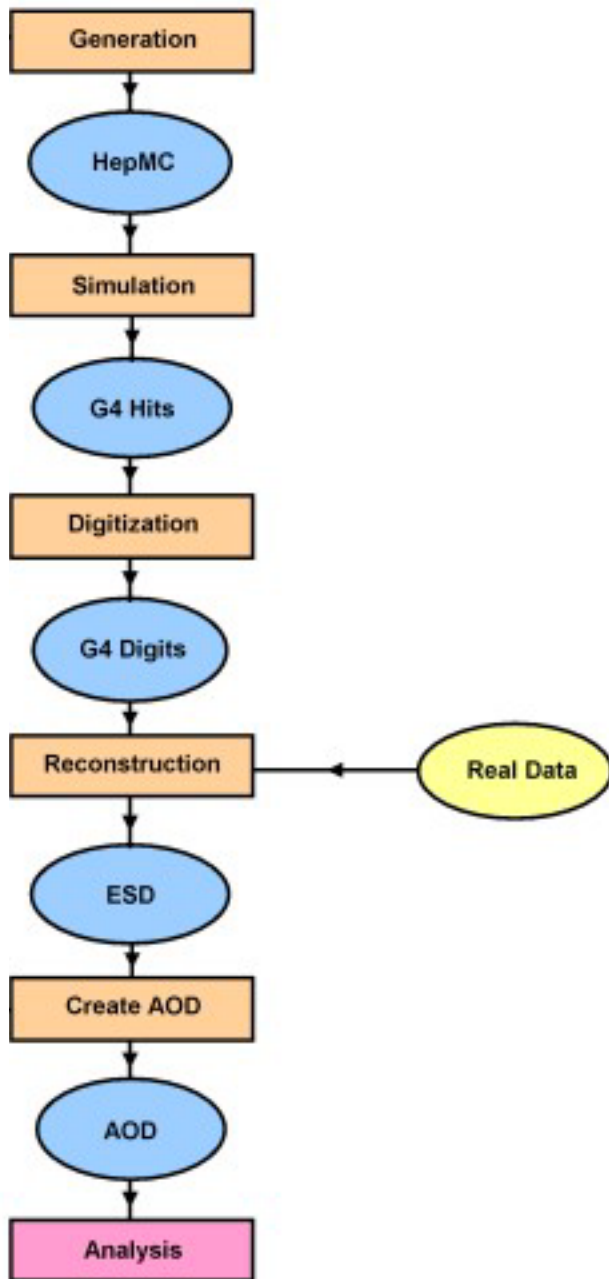 Generation
HepMC
Simulation
G4 Hits
Digitization
G4 Digits
Reconstruction
Real Data
ESD
Create AOD
AOD
Analysis